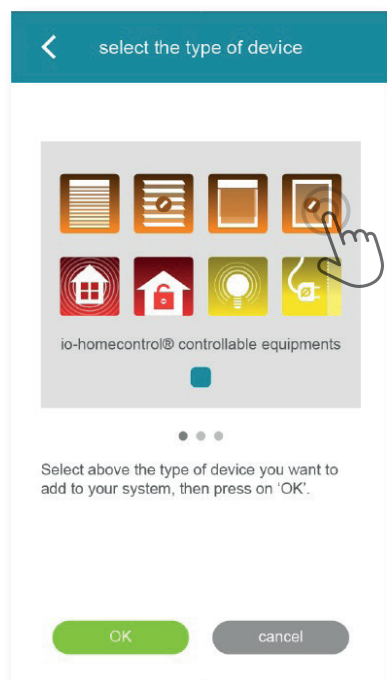 select the type of device
io-homecontrol® controllable equipments
Select above the type of device you want to
add to your system, then press on ‘OK’.
OK
cancel